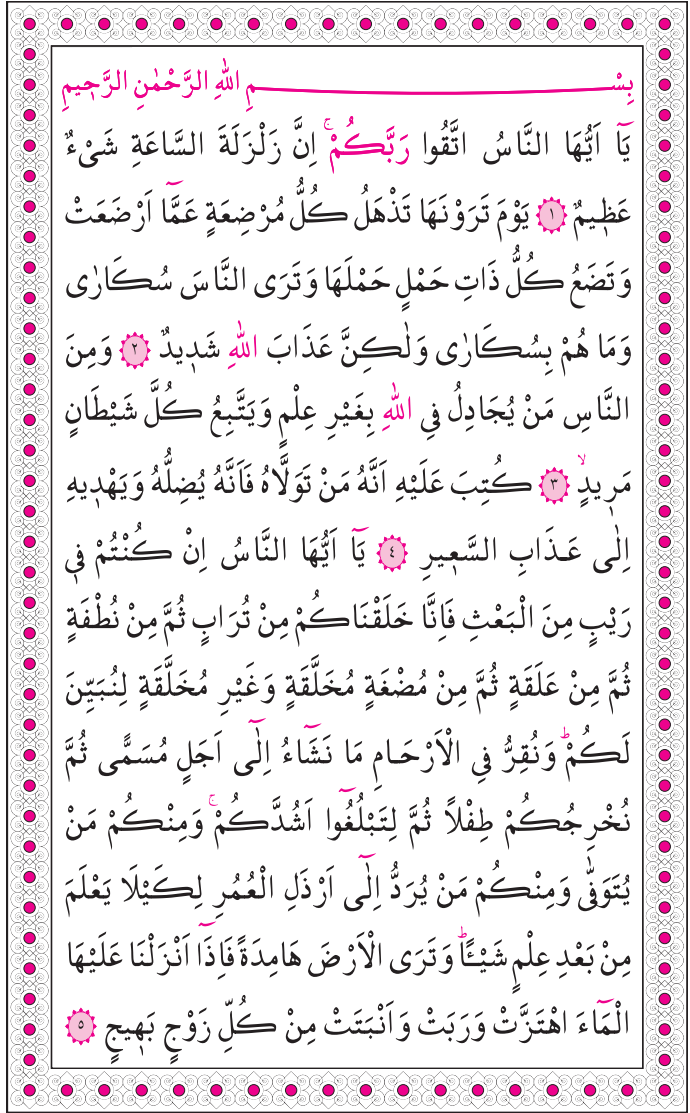 بِسْمِ اللّٰهِ الرَّحْمٰنِ الرَّح۪يمِ
يَٓا اَيُّهَا النَّاسُ اتَّقُوا رَبَّكُمْۚ اِنَّ زَلْزَلَةَ السَّاعَةِ شَيْءٌ
عَظ۪يمٌ ﴿١﴾ يَوْمَ تَرَوْنَهَا تَذْهَلُ كُلُّ مُرْضِعَةٍ عَمَّٓا اَرْضَعَتْ
وَتَضَعُ كُلُّ ذَاتِ حَمْلٍ حَمْلَهَا وَتَرَى النَّاسَ سُكَارٰى
وَمَا هُمْ بِسُكَارٰى وَلٰكِنَّ عَذَابَ اللّٰهِ شَد۪يدٌ ﴿٢﴾ وَمِنَ
النَّاسِ مَنْ يُجَادِلُ فِي اللّٰهِ بِغَيْرِ عِلْمٍ وَيَتَّبِعُ كُلَّ شَيْطَانٍ
مَر۪يدٍۙ ﴿٣﴾ كُتِبَ عَلَيْهِ اَنَّهُ مَنْ تَوَلَّاهُ فَاَنَّهُ يُضِلُّهُ وَيَهْد۪يهِ
اِلٰى عَذَابِ السَّع۪يرِ ﴿٤﴾ يَٓا اَيُّهَا النَّاسُ اِنْ كُنْتُمْ ف۪ي
رَيْبٍ مِنَ الْبَعْثِ فَاِنَّا خَلَقْنَاكُمْ مِنْ تُرَابٍ ثُمَّ مِنْ نُطْفَةٍ
ثُمَّ مِنْ عَلَقَةٍ ثُمَّ مِنْ مُضْغَةٍ مُخَلَّقَةٍ وَغَيْرِ مُخَلَّقَةٍ لِنُبَيِّنَ
لَكُمْۜ وَنُقِرُّ فِي الْاَرْحَامِ مَا نَشَٓاءُ اِلٰٓى اَجَلٍ مُسَمًّى ثُمَّ
نُخْرِجُكُمْ طِفْلاً ثُمَّ لِتَبْلُغُٓوا اَشُدَّكُمْۚ وَمِنْكُمْ مَنْ
يُتَوَفّٰى وَمِنْكُمْ مَنْ يُرَدُّ اِلٰٓى اَرْذَلِ الْعُمُرِ لِكَيْلَا يَعْلَمَ
مِنْ بَعْدِ عِلْمٍ شَيْـًٔاۜ وَتَرَى الْاَرْضَ هَامِدَةً فَاِذَٓا اَنْزَلْنَا عَلَيْهَا
الْمَٓاءَ اهْتَزَّتْ وَرَبَتْ وَاَنْبَتَتْ مِنْ كُلِّ زَوْجٍ بَه۪يجٍ ﴿٥﴾